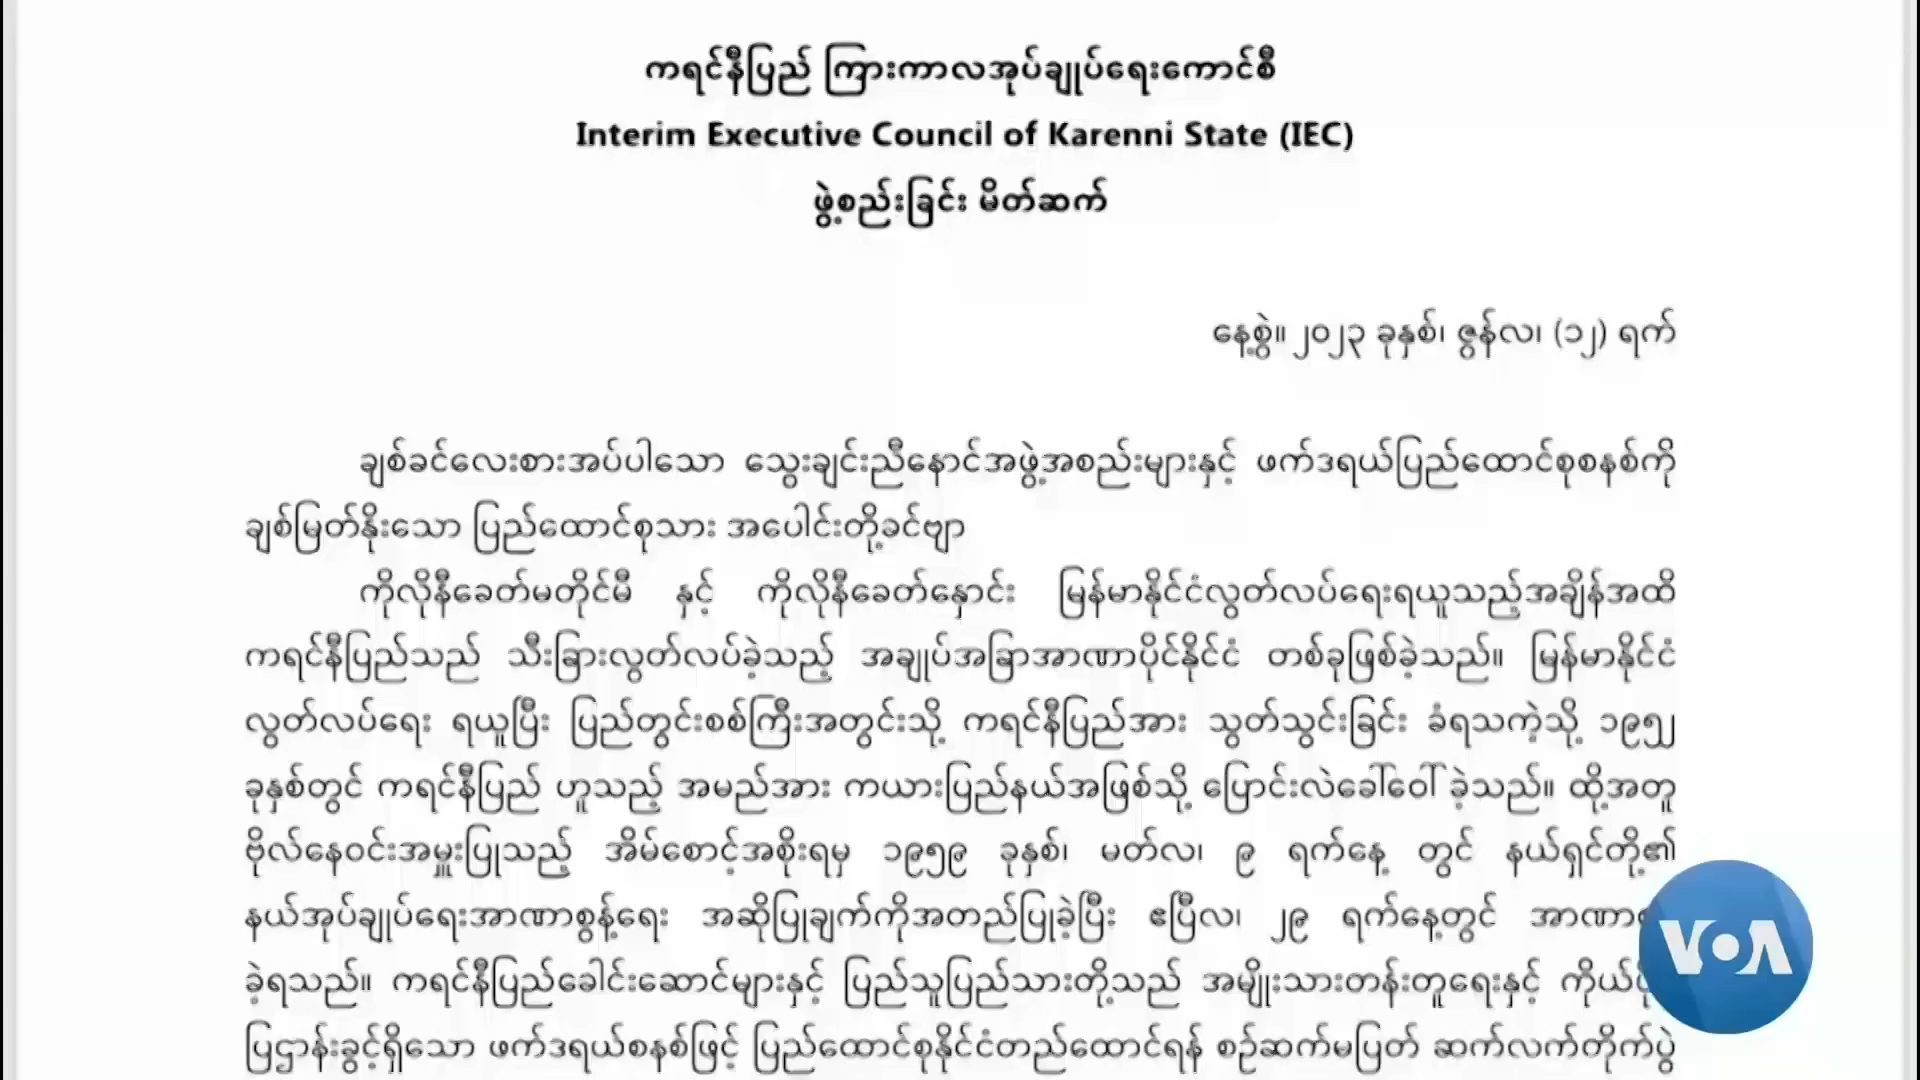 ကရင်နီပြည် ကြားကာလအုပ်ချုပ်ရေးကောင်စီ
Interim Executive Council of Karenni State (IEC)
ဖွဲ့စည်းခြင်း မိတ်ဆက်
နေ့စွဲ။ ၂၀၂၃ ခုနှစ်၊ ဇွန်လ၊ (၁၂) ရက်
ချစ်ခင်လေးစားအပ်ပါသော သွေးချင်းညီနောင်အဖွဲ့အစည်းများနှင့် ဖက်ဒရယ်ပြည်ထောင်စုစနစ်ကို
ချစ်မြတ်နိုးသော ပြည်ထောင်စုသား အပေါင်းတို့ခင်ဗျာ
ကိုလိုနီခေတ်မတိုင်မီ နှင့် ကိုလိုနီခေတ်နှောင်း မြန်မာနိုင်ငံလွတ်လပ်ရေးရယူသည့်အချိန်အထိ
ကရင်နီပြည်သည် သီးခြားလွတ်လပ်ခဲ့သည့် အချုပ်အခြာအာဏာပိုင်နိုင်ငံ တစ်ခုဖြစ်ခဲ့သည်။ မြန်မာနိုင်ငံ
လွတ်လပ်ရေး ရယူပြီး ပြည်တွင်းစစ်ကြီးအတွင်းသို့ ကရင်နီပြည်အား သွတ်သွင်းခြင်း ခံရသကဲ့သို့ ၁၉၅၂
ခုနှစ်တွင် ကရင်နီပြည် ဟူသည့် အမည်အား ကယားပြည်နယ်အဖြစ်သို့ ပြောင်းလဲခေါ်ဝေါ်ခဲ့သည်။ ထို့အတူ
ဗိုလ်နေဝင်းအမှူးပြုသည့် အိမ်စောင့်အစိုးရမှ ၁၉၅၉ ခုနှစ်၊ မတ်လ၊ ၉ ရက်နေ့ တွင် နယ်ရှင်တို့၏
နယ်အုပ်ချုပ်ရေးအာဏာစွန့်ရေး အဆိုပြုချက်ကိုအတည်ပြုခဲ့ပြီး ဧပြီလ၊ ၂၉ ရက်နေ့တွင် အာဏာ
ခဲ့ရသည်။ ကရင်နီပြည်ခေါင်းဆောင်များနှင့် ပြည်သူပြည်သားတို့သည် အမျိုးသားတန်းတူရေးနှင့်
ပြဋ္ဌာန်းခွင့်ရှိသော ဖက်ဒရယ်စနစ်ဖြင့် ပြည်ထောင်စုနိုင်ငံတည်ထောင်ရန် စဉ်ဆက်မပြတ် ဆက်လက်တိုက်ပွဲ
VOA